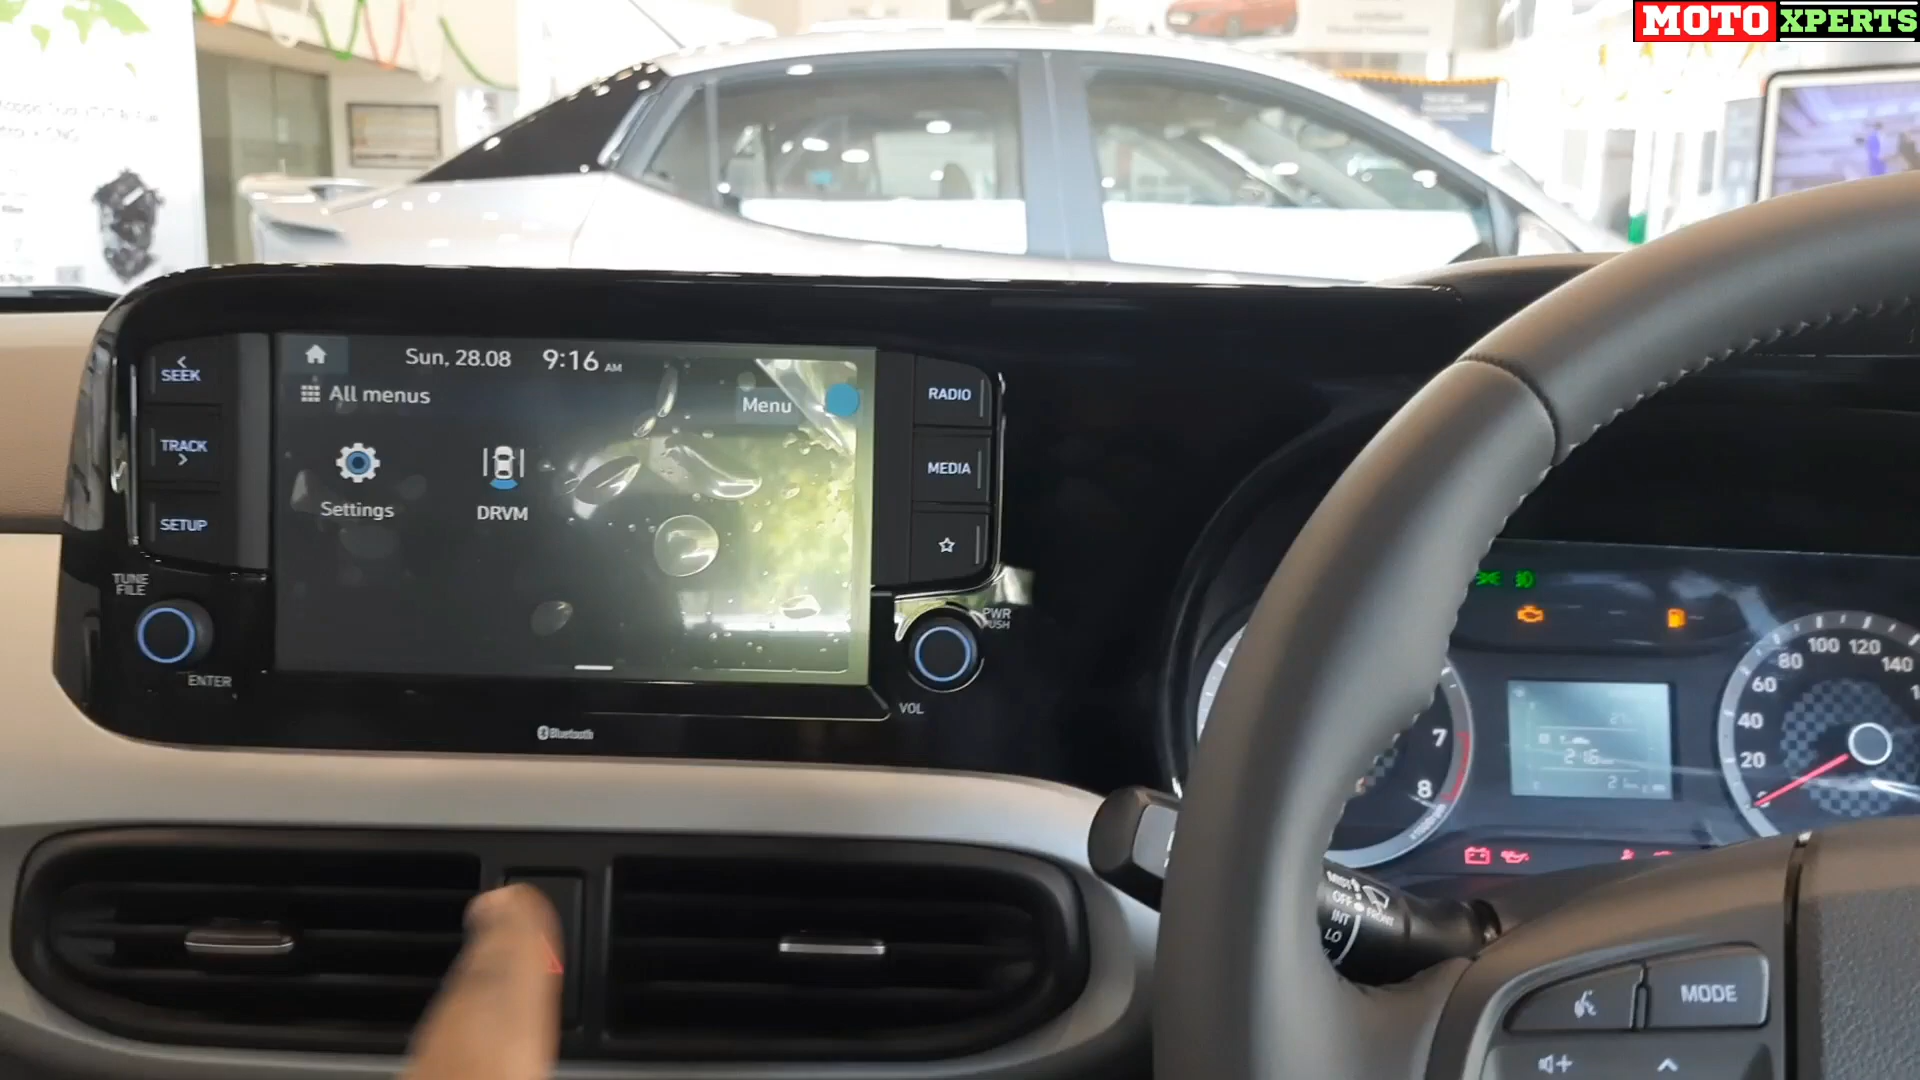 MOTO XPERTS
SEEK
TRACK
SETUP
TUNE
FILE
ENTER
Sun, 28.08 9:16 AM
All menus
Menu
Settings
DRVM
Bluetooth
RADIO
MEDIA
PWR
PUSH
VOL
7
8
20
40
60
80
100
120
140
MIST
OFF
INT
LO
FRONT
MODE